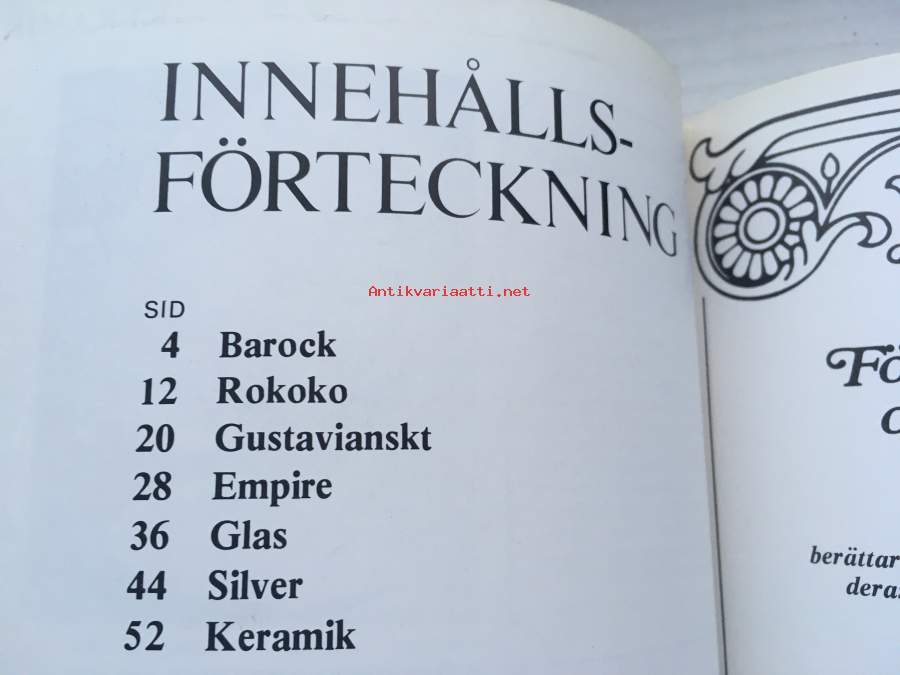 INNEHÅLLS-
FÖRTECKNING
Antikvariaatti.net
SID
4 Barock
12 Rokoko
20 Gustavianskt
28 Empire
36 Glas
44 Silver
52 Keramik
berättar